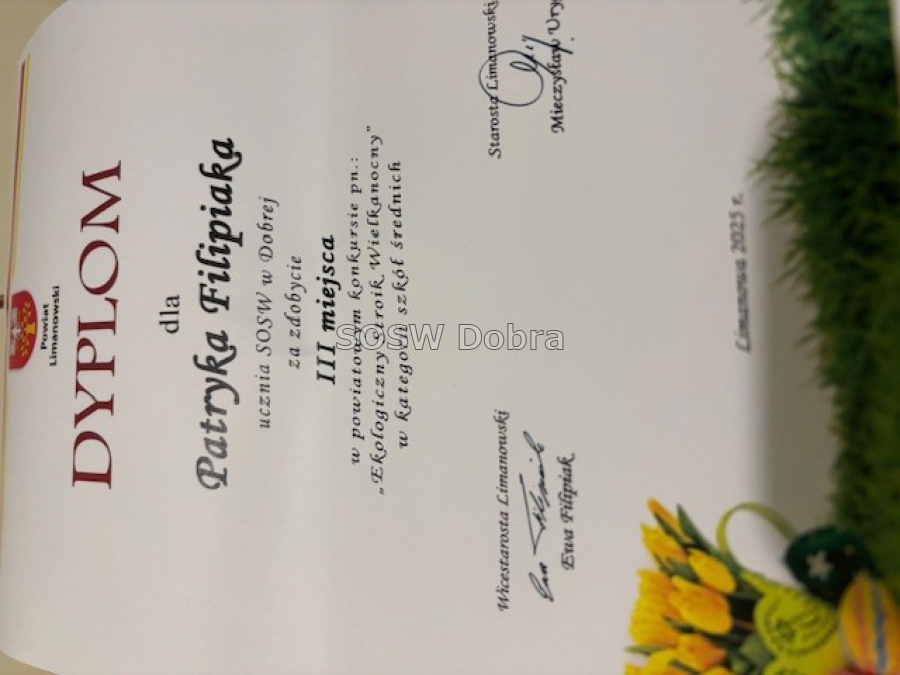 Powiat
Limanowski
DYPLOM
dla
Patryka Filipiaka
ucznia SOSW w Dobrej
za zdobycie
III miejsca
w powiatowym konkursie pn.:
„Ekologiczny Stroik Wielkanocny”
w kategorii szkół średnich
Wicestarosta Limanowski
Ewa Filipiak
Starosta Limanowski
Mieczysław
Limanowa 2025 r.
SOSW Dobra